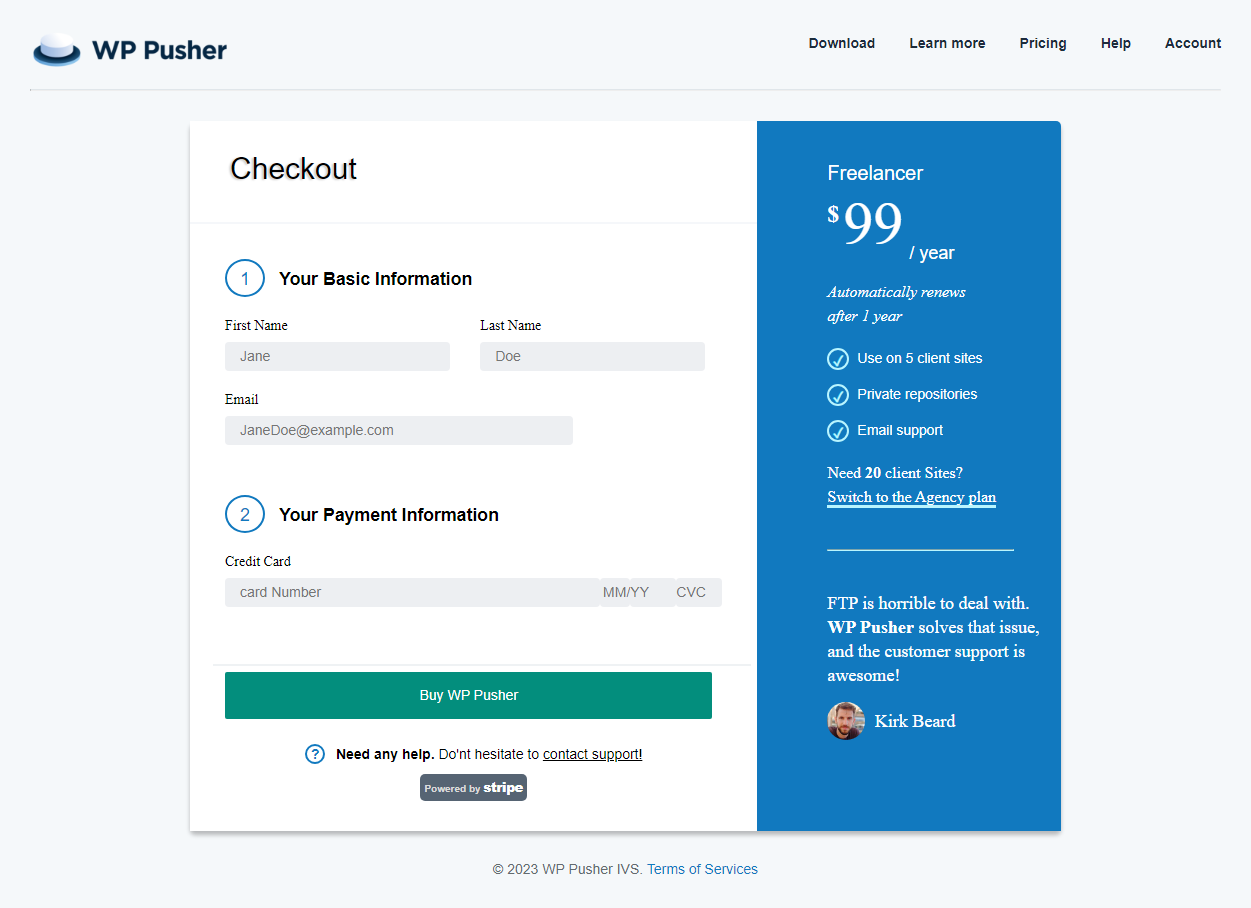 WP Pusher
Download Learn more Pricing Help Account
Checkout
1 Your Basic Information
First Name Last Name
Jane Doe
Email
JaneDoe@example.com
2 Your Payment Information
Credit Card
card Number MM/YY CVC
Buy WP Pusher
? Need any help. Do'nt hesitate to contact support!
Powered by stripe
Freelancer
$99 / year
Automatically renews
after 1 year
Use on 5 client sites
Private repositories
Email support
Need 20 client Sites?
Switch to the Agency plan
FTP is horrible to deal with.
WP Pusher solves that issue,
and the customer support is
awesome!
Kirk Beard
© 2023 WP Pusher IVS. Terms of Services